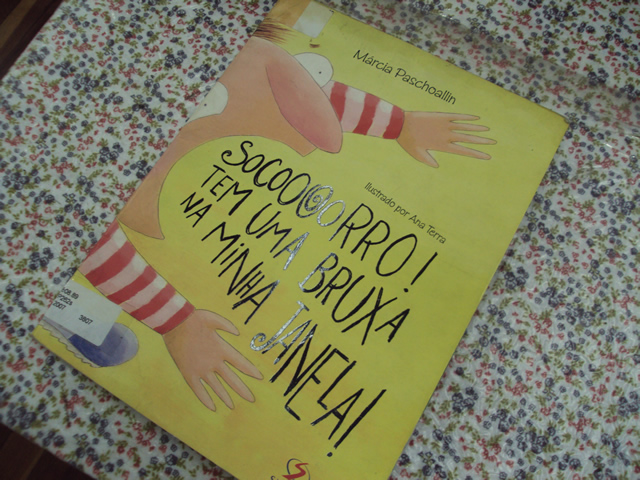 Márcia Paschoallin
SOCOOOORRO!
TEM UMA BRUXA
NA MINHA JANELA!
Ilustrado por Ana Terra